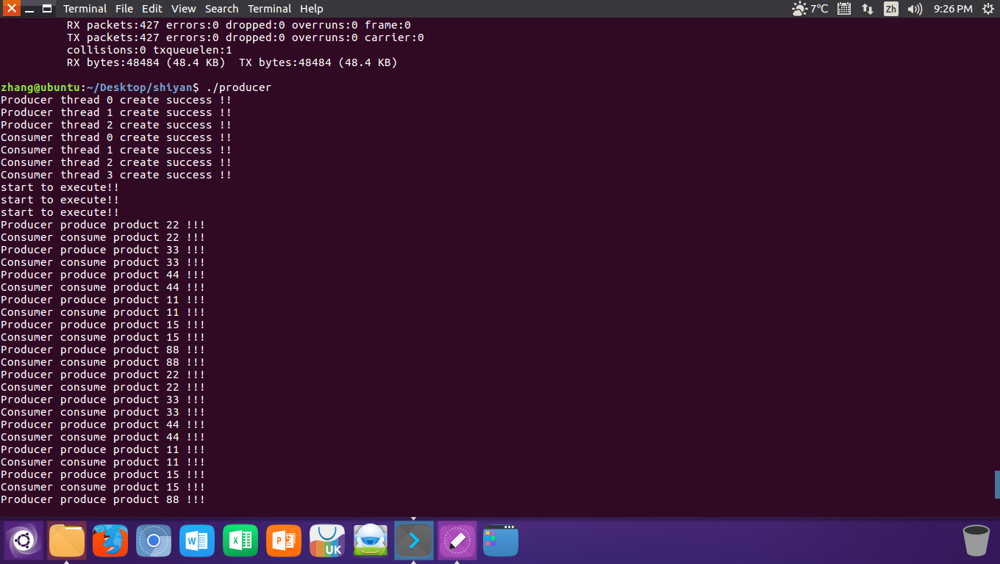 Terminal File Edit View Search Terminal Help 7°C Zh 9:26 PM
RX packets:427 errors:0 dropped:0 overruns:0 frame:0
TX packets:427 errors:0 dropped:0 overruns:0 carrier:0
collisions:0 txqueuelen:1
RX bytes:48484 (48.4 KB)  TX bytes:48484 (48.4 KB)
zhang@ubuntu:~/Desktop/shiyan$ ./producer
Producer thread 0 create success !!
Producer thread 1 create success !!
Producer thread 2 create success !!
Consumer thread 0 create success !!
Consumer thread 1 create success !!
Consumer thread 2 create success !!
Consumer thread 3 create success !!
start to execute!!
start to execute!!
start to execute!!
Producer produce product 22 !!!
Consumer consume product 22 !!!
Producer produce product 33 !!!
Consumer consume product 33 !!!
Producer produce product 44 !!!
Consumer consume product 44 !!!
Producer produce product 11 !!!
Consumer consume product 11 !!!
Producer produce product 15 !!!
Consumer consume product 15 !!!
Producer produce product 88 !!!
Consumer consume product 88 !!!
Producer produce product 22 !!!
Consumer consume product 22 !!!
Producer produce product 33 !!!
Consumer consume product 33 !!!
Producer produce product 44 !!!
Consumer consume product 44 !!!
Producer produce product 11 !!!
Consumer consume product 11 !!!
Producer produce product 15 !!!
Consumer consume product 15 !!!
Producer produce product 88 !!!
W X P UK